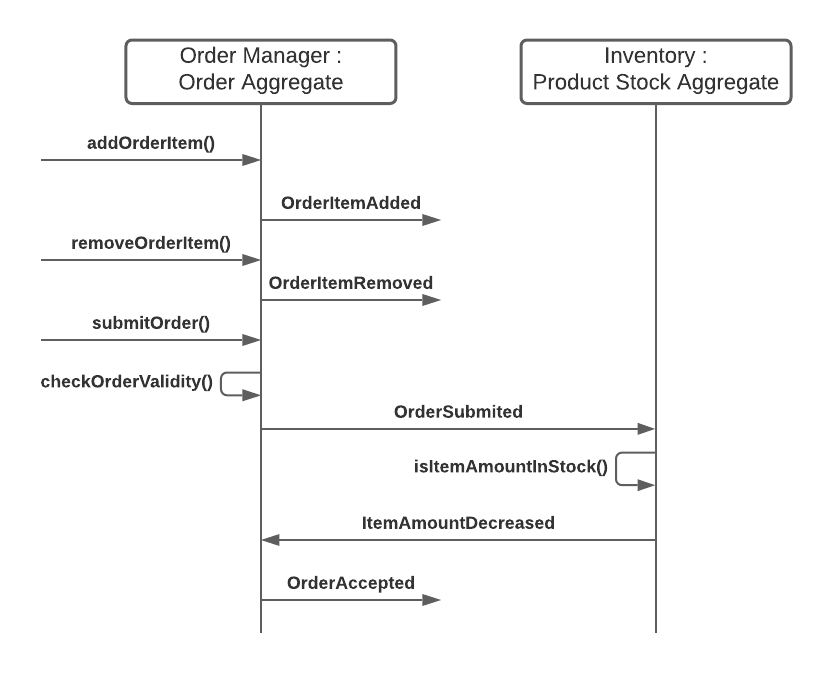 Order Manager :
Order Aggregate
Inventory :
Product Stock Aggregate
addOrderItem()
OrderItemAdded
removeOrderItem()
OrderItemRemoved
submitOrder()
checkOrderValidity()
OrderSubmited
isItemAmountInStock()
ItemAmountDecreased
OrderAccepted